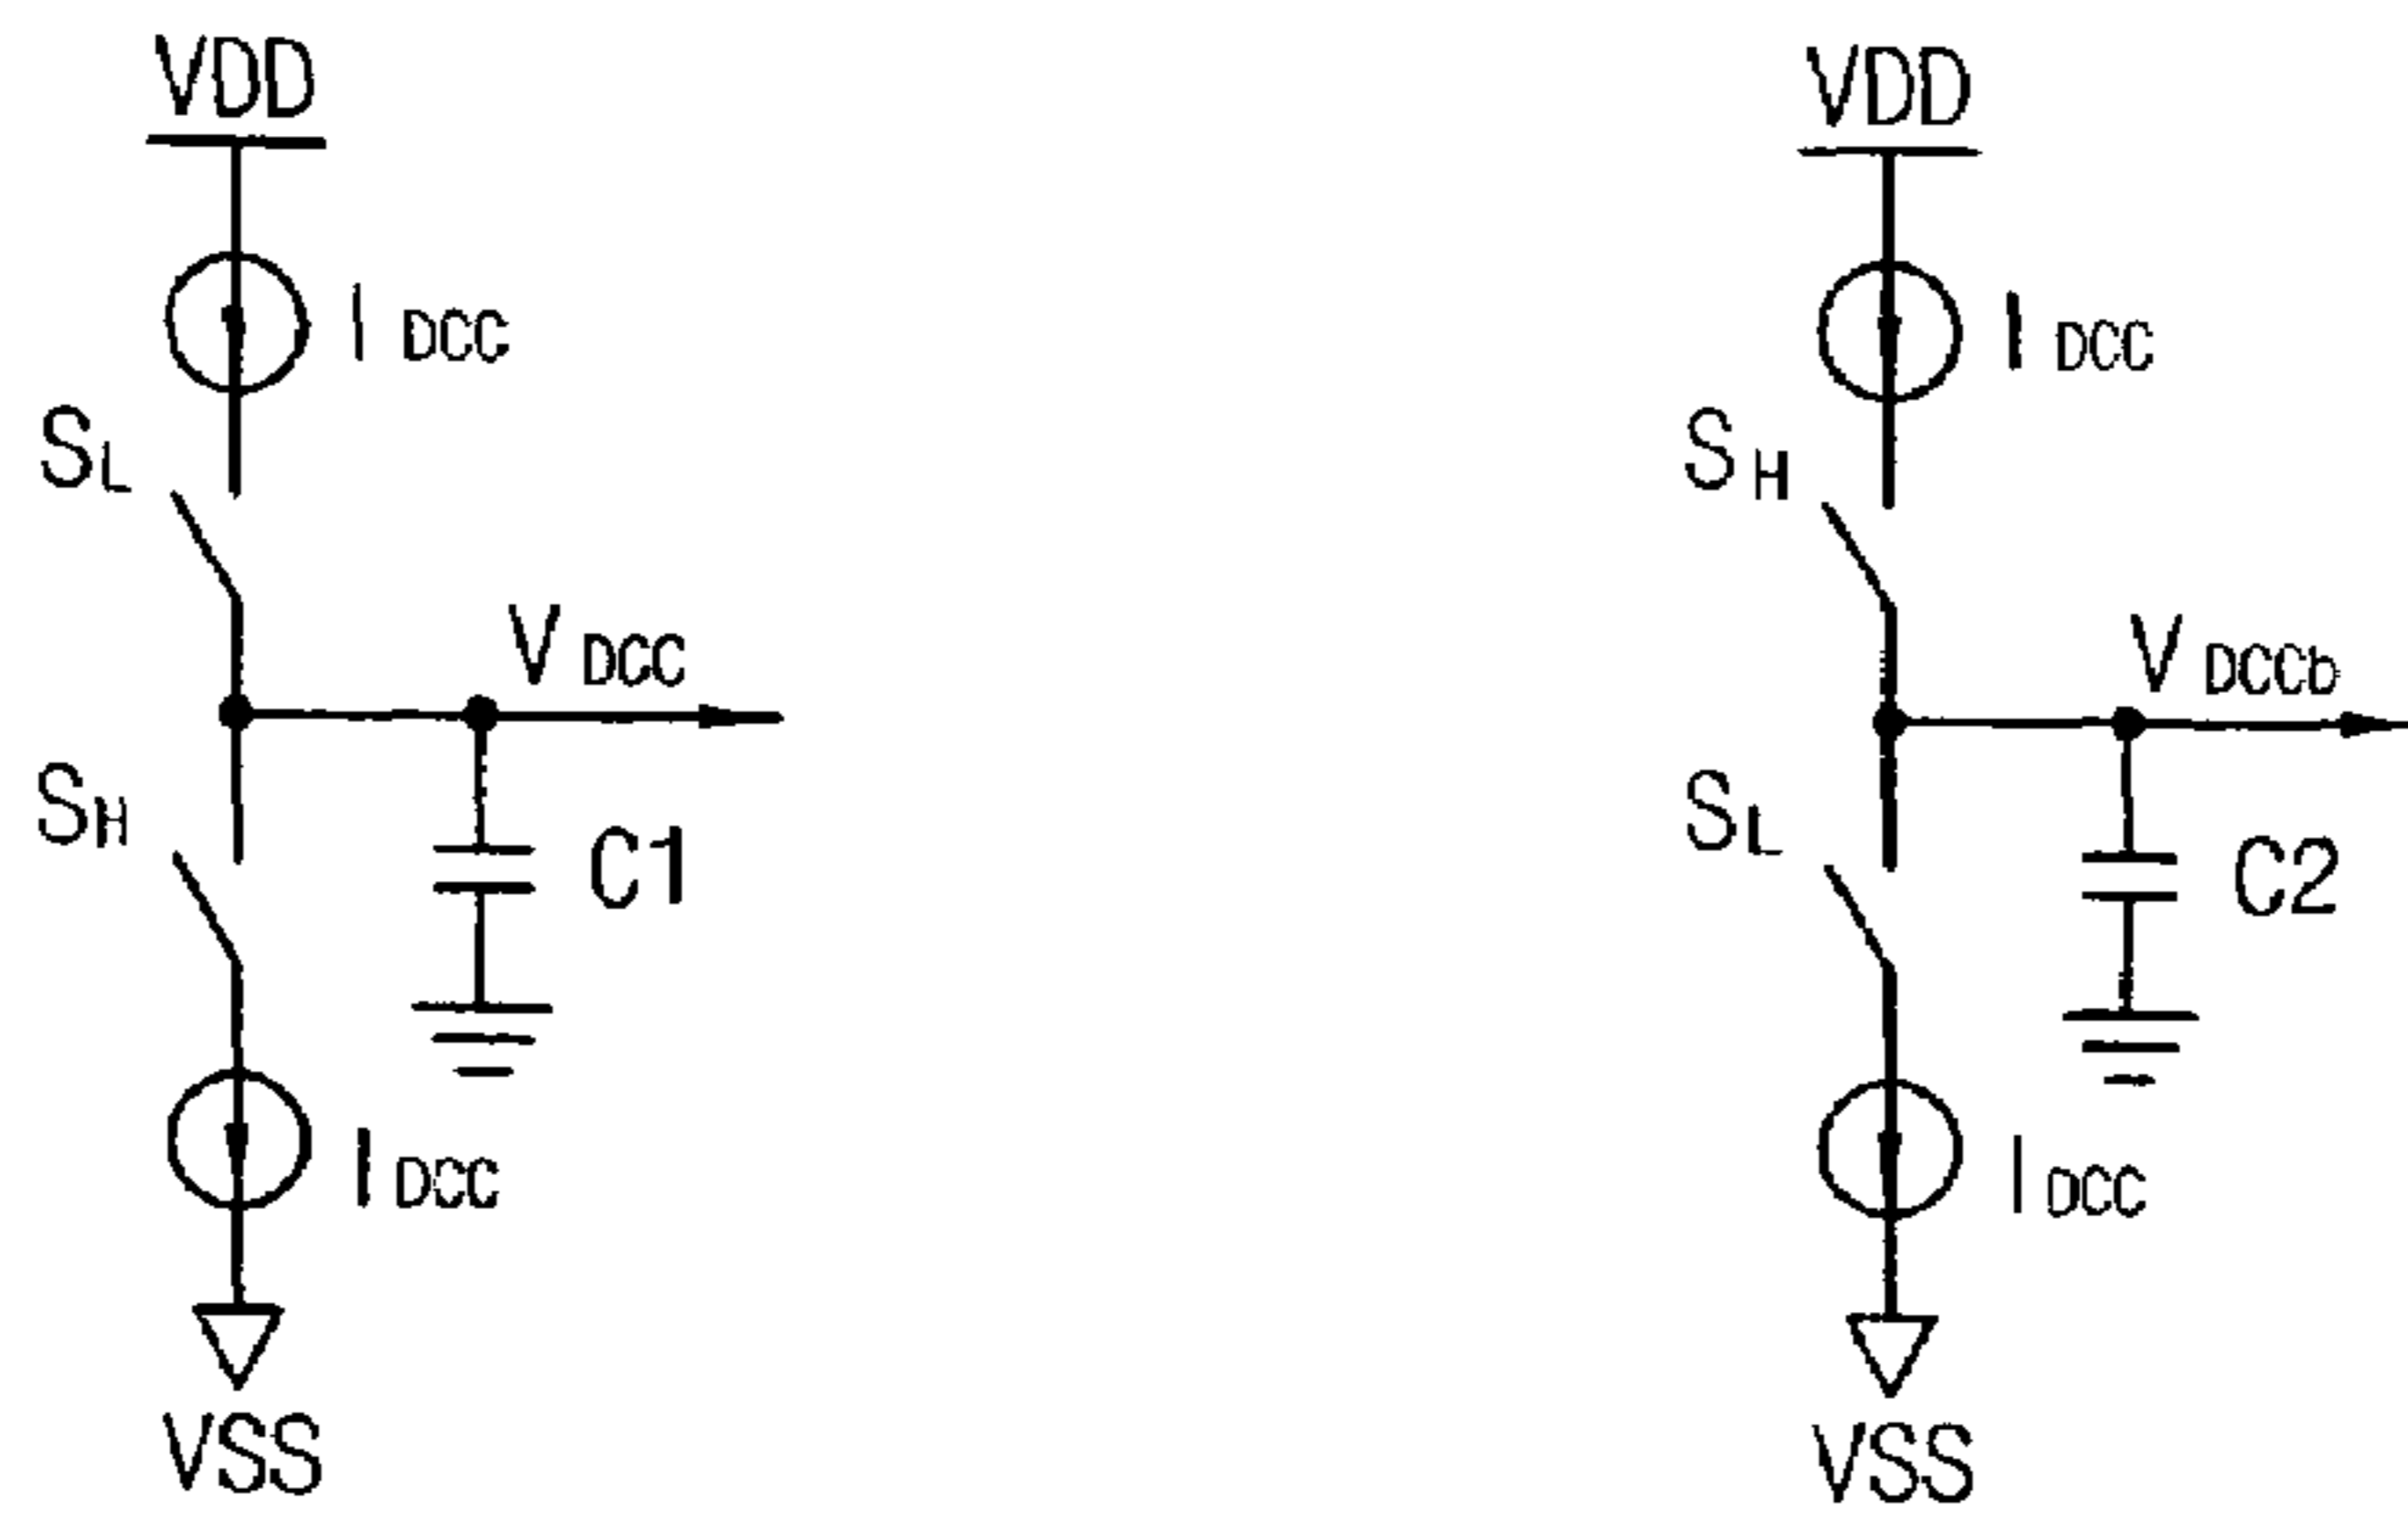 VDD
I DCC
SL
V DCC
SH
C1
I DCC
VSS
VDD
I DCC
S H
V DCCb
SL
C2
I DCC
VSS